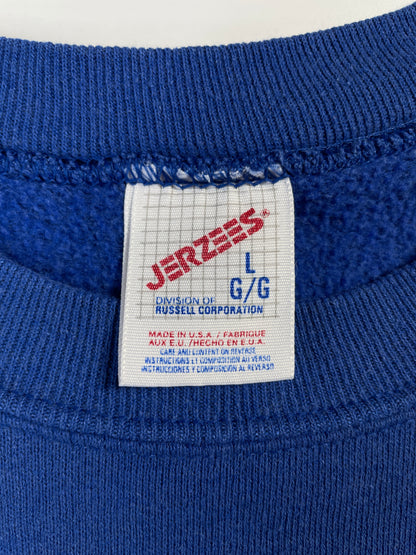 JERZEES®
L
G/G
DIVISION OF
RUSSELL CORPORATION
MADE IN U.S.A. / FABRIQUE
AUX E.U. /HECHO EN E.U.A.
CARE AND CONTENT ON REVERSE
INSTRUCTIONS ET COMPOSITION AU VERSO
INSTRUCCIONES Y COMPOSICIÓN AL REVERSO